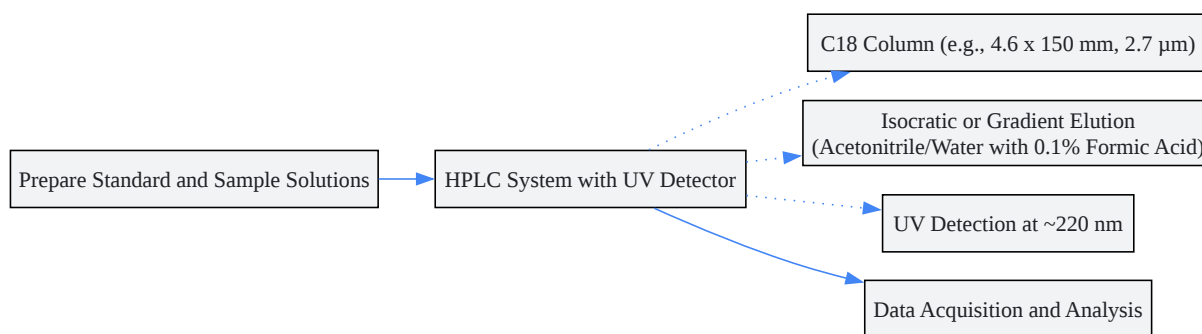 C18 Column (e.g., 4.6 x 150 mm, 2.7 µm)
Isocratic or Gradient Elution
(Acetonitrile/Water with 0.1% Formic Acid)
Prepare Standard and Sample Solutions
HPLC System with UV Detector
UV Detection at ~220 nm
Data Acquisition and Analysis